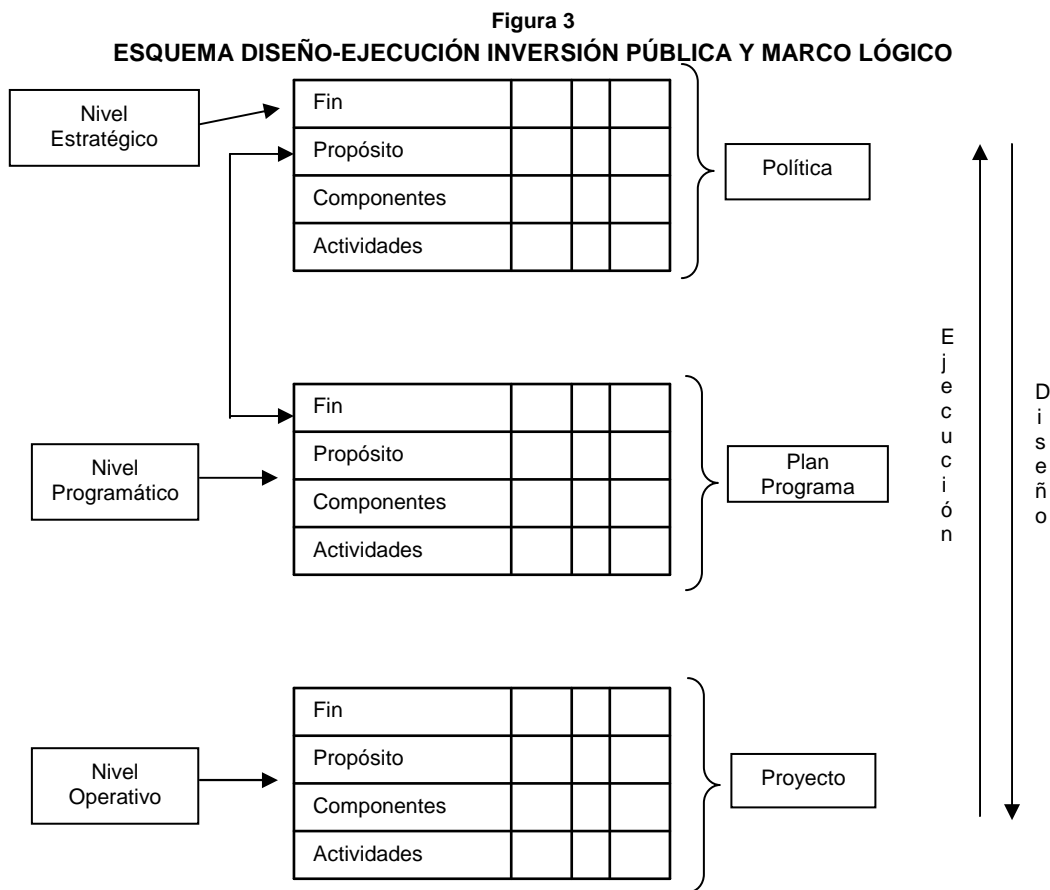 Figura 3
ESQUEMA DISEÑO-EJECUCIÓN INVERSIÓN PÚBLICA Y MARCO LÓGICO
Nivel
Estratégico
Fin
Propósito
Componentes
Actividades
Política
Nivel
Programático
Fin
Propósito
Componentes
Actividades
Plan
Programa
Nivel
Operativo
Fin
Propósito
Componentes
Actividades
Proyecto
Ejecución
Diseño